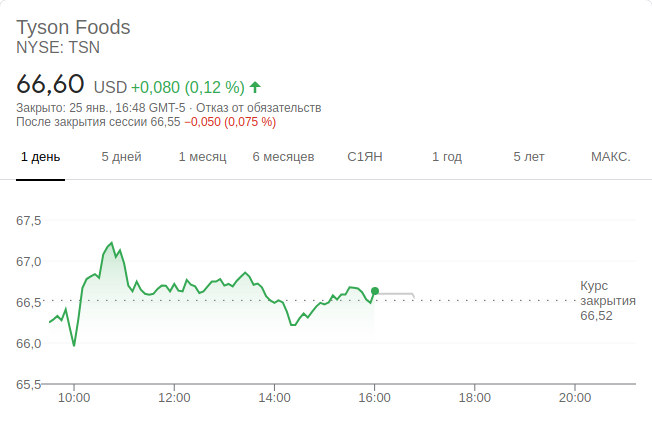 Tyson Foods
NYSE: TSN
66,60 USD +0,080 (0,12 %)
Закрыто: 25 янв., 16:48 GMT-5 · Отказ от обязательств
После закрытия сессии 66,55 −0,050 (0,075 %)
1 день 5 дней 1 месяц 6 месяцев С1ЯН 1 год 5 лет МАКС.
67,5
67,0
66,5
66,0
65,5
Курс
закрытия
66,52
10:00 12:00 14:00 16:00 18:00 20:00